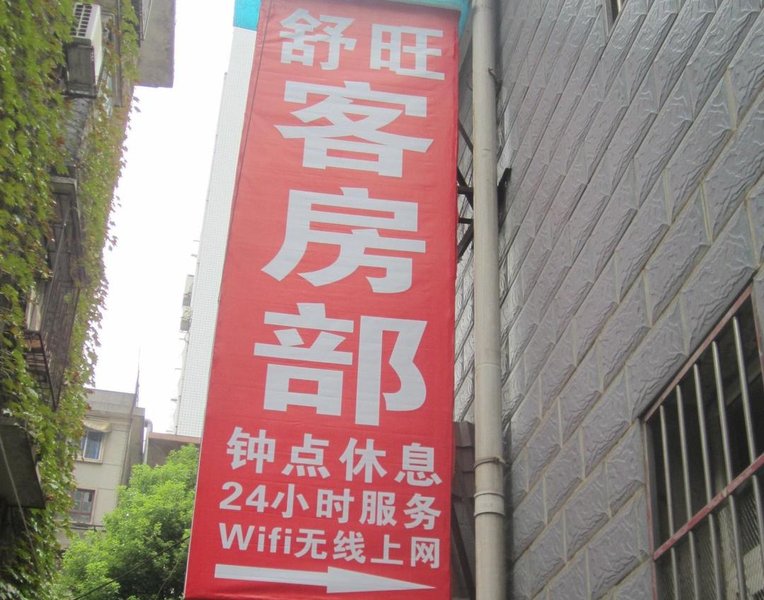 舒旺
客房部
钟点休息
24小时服务
Wifi无线上网